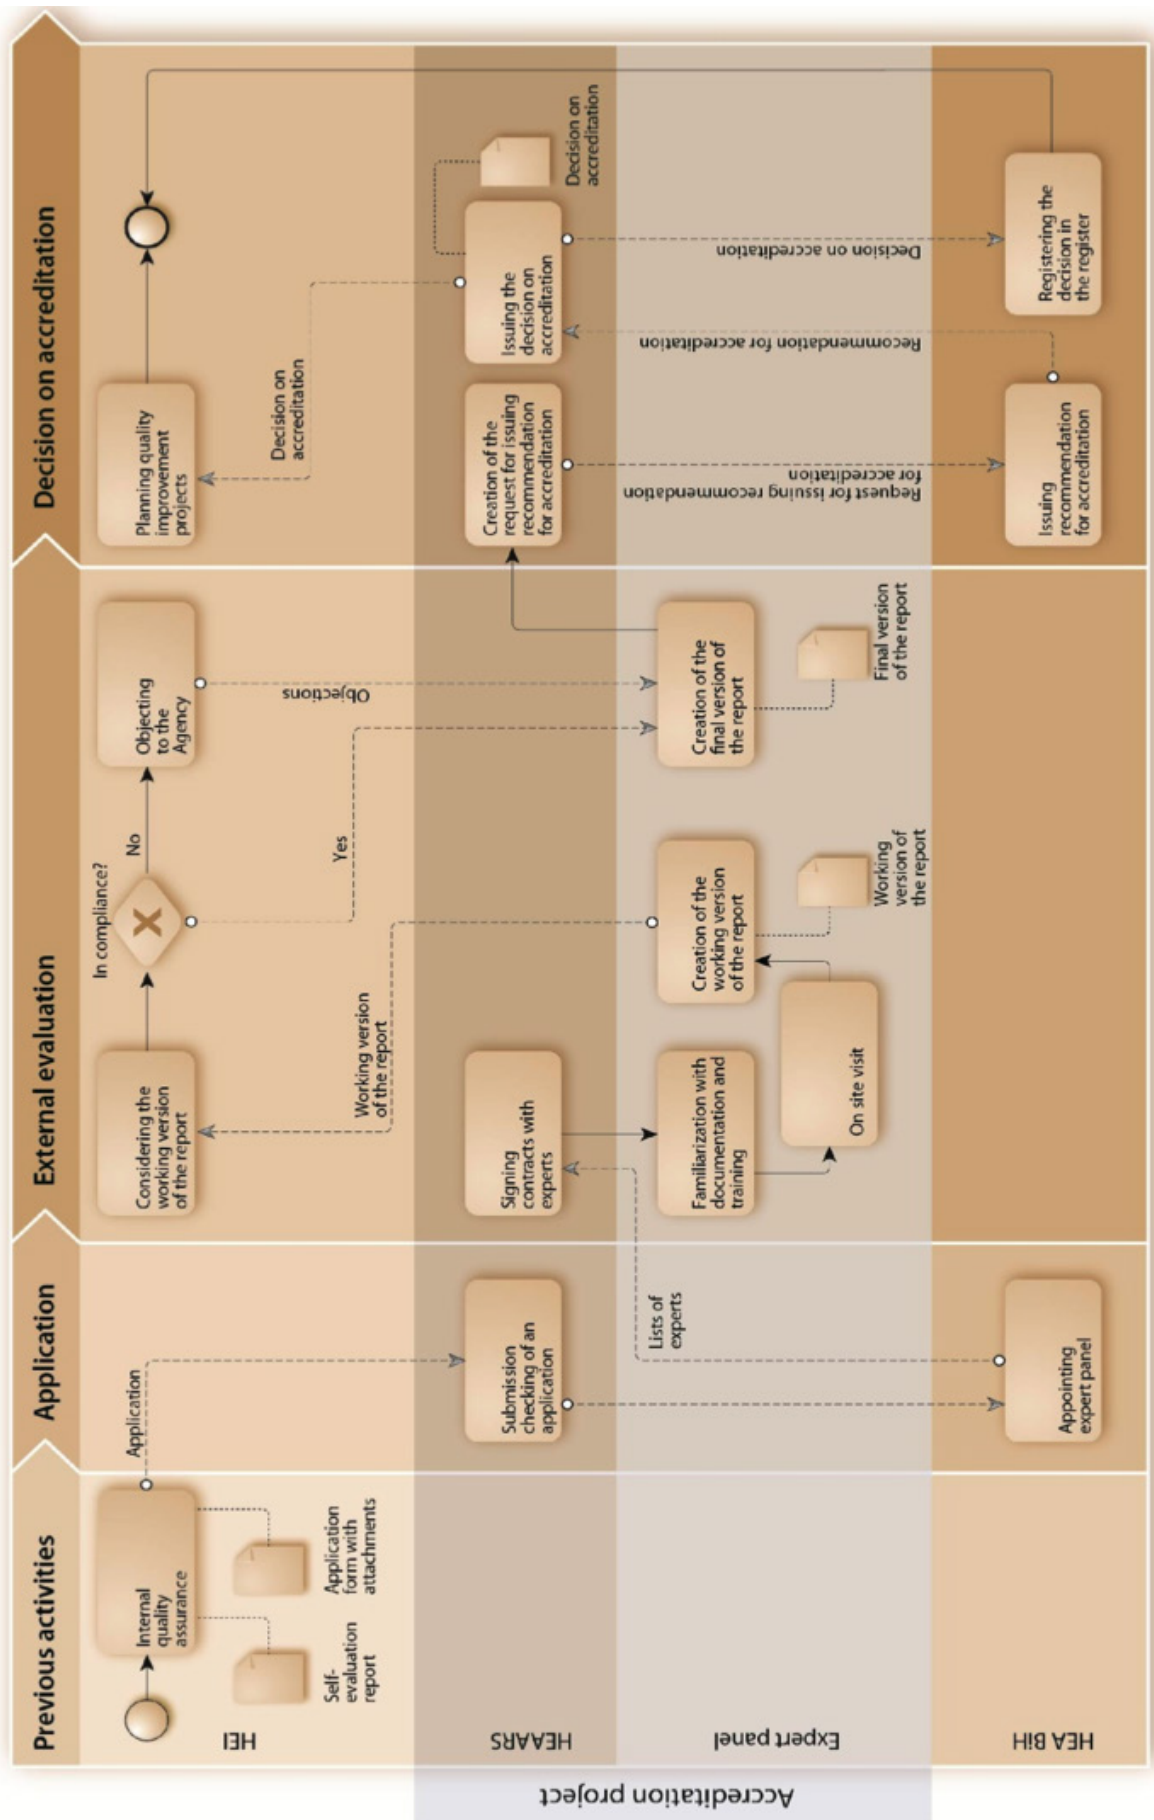 Previous activities
Application
External evaluation
Decision on accreditation
Accreditation project
HEI
HEAARS
Expert panel
HEA BiH
Internal
quality
assurance
Self-
evaluation
report
Application
form with
attachments
Application
Submission
checking of an
application
Appointing
expert panel
Lists of
experts
Signing
contracts with
experts
Familiarization with
documentation and
training
On site visit
Creation of the
working version
of the report
Working
version of
the report
Working version
of the report
Considering the
working version
of the report
In compliance?
X
No
Yes
Objecting
to the
Agency
Objections
Creation of the
final version of
the report
Final version
of the report
Creation of the
request for issuing
recommendation
for accreditation
Request for issuing recommendation
for accreditation
Issuing
recommendation
for accreditation
Recommendation for accreditation
Issuing the
decision on
accreditation
Decision on
accreditation
Decision on
accreditation
Planning quality
improvement
projects
Decision on accreditation
Registering the
decision in
the register